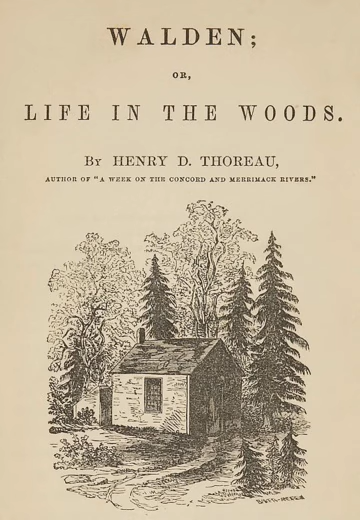 WALDEN;
OR,
LIFE IN THE WOODS.
BY HENRY D. THOREAU,
AUTHOR OF "A WEEK ON THE CONCORD AND MERRIMACK RIVERS."